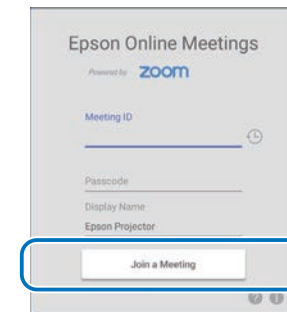 Epson Online Meetings
Powered by zoom
Meeting ID
Passcode
Display Name
Epson Projector
Join a Meeting